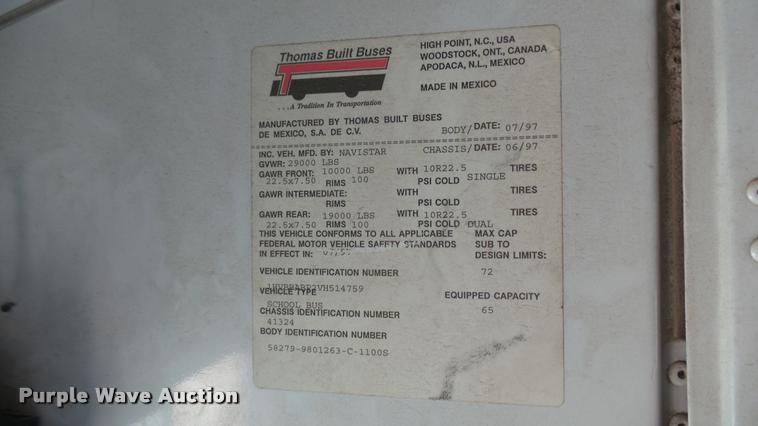 Thomas Built Buses
...A Tradition In Transportation
HIGH POINT, N.C., USA
WOODSTOCK, ONT., CANADA
APODACA, N.L., MEXICO
MADE IN MEXICO
MANUFACTURED BY THOMAS BUILT BUSES
DE MEXICO, S.A. DE C.V. BODY/DATE: 07/97
INC. VEH. MFD. BY: NAVISTAR CHASSIS/DATE: 06/97
GVWR: 29000 LBS
GAWR FRONT: 10000 LBS WITH 10R22.5 TIRES
22.5x7.50 RIMS 100 PSI COLD SINGLE
GAWR INTERMEDIATE: WITH TIRES
RIMS PSI COLD
GAWR REAR: 19000 LBS WITH 10R22.5 TIRES
22.5x7.50 RIMS 100 PSI COLD DUAL
THIS VEHICLE CONFORMS TO ALL APPLICABLE MAX CAP
FEDERAL MOTOR VEHICLE SAFETY STANDARDS SUB TO
IN EFFECT IN: DESIGN LIMITS:
VEHICLE IDENTIFICATION NUMBER 72
VEHICLE TYPE EQUIPPED CAPACITY
SCHOOL BUS 65
CHASSIS IDENTIFICATION NUMBER
41324
BODY IDENTIFICATION NUMBER
58279-9801263-C-1100S
Purple Wave Auction